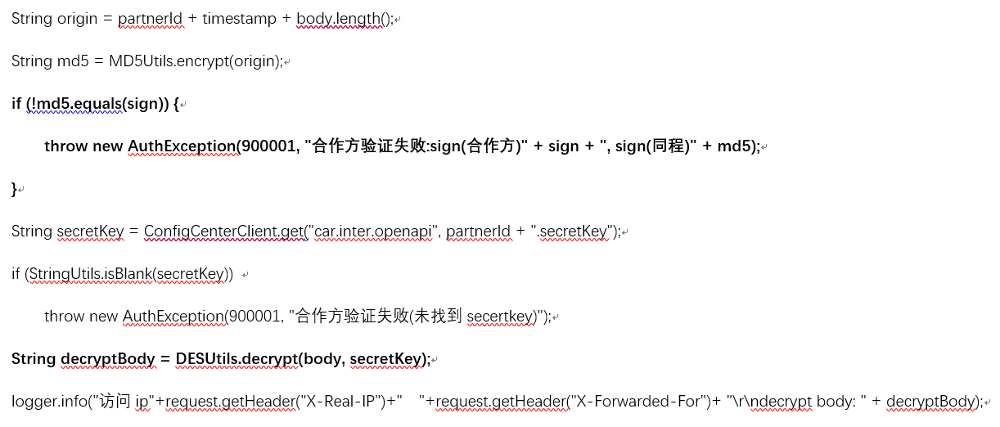 String origin = partnerId + timestamp + body.length();
String md5 = MD5Utils.encrypt(origin);
if (!md5.equals(sign)) {
throw new AuthException(900001, "合作方验证失败:sign(合作方)" + sign + ", sign(同程)" + md5);
}
String secretKey = ConfigCenterClient.get("car.inter.openapi", partnerId + ".secretKey");
if (StringUtils.isBlank(secretKey))
throw new AuthException(900001, "合作方验证失败(未找到 secertkey)");
String decryptBody = DESUtils.decrypt(body, secretKey);
logger.info("访问 ip"+request.getHeader("X-Real-IP")+"    "+request.getHeader("X-Forwarded-For")+ "\r\ndecrypt body: " + decryptBody);